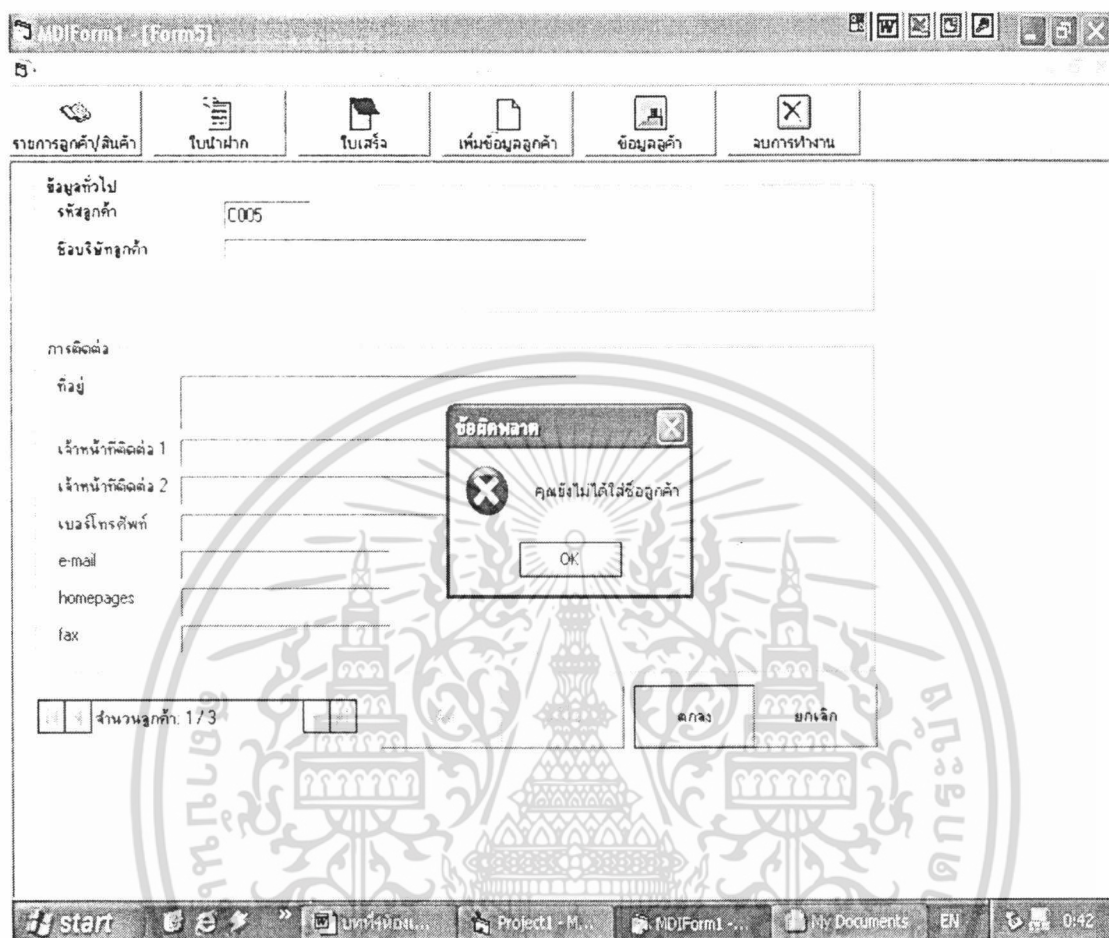 MDIForm1 - [Form5]
รายการลูกค้า/สินค้า
ใบนำฝาก
ใบเสร็จ
เพิ่มข้อมูลลูกค้า
ข้อมูลลูค้า
จบการทำงาน
ข้อมูลทั่วไป
รหัสลูกค้า C005
ชื่อบริษัทลูกค้า
การติดต่อ
ที่อยู่
เจ้าหน้าที่ติดต่อ 1
เจ้าหน้าที่ติดต่อ 2
เบอร์โทรศัพท์
e-mail
homepages
fax
ข้อผิดพลาด
คุณยังไม่ได้ใส่ชื่อลูกค้า
OK
จำนวนลูกค้า: 1 / 3
ตกลง
ยกเลิก
start
บทที่4ห้องเ...
Project1 - M...
MDIForm1 -...
My Documents
EN
0:42